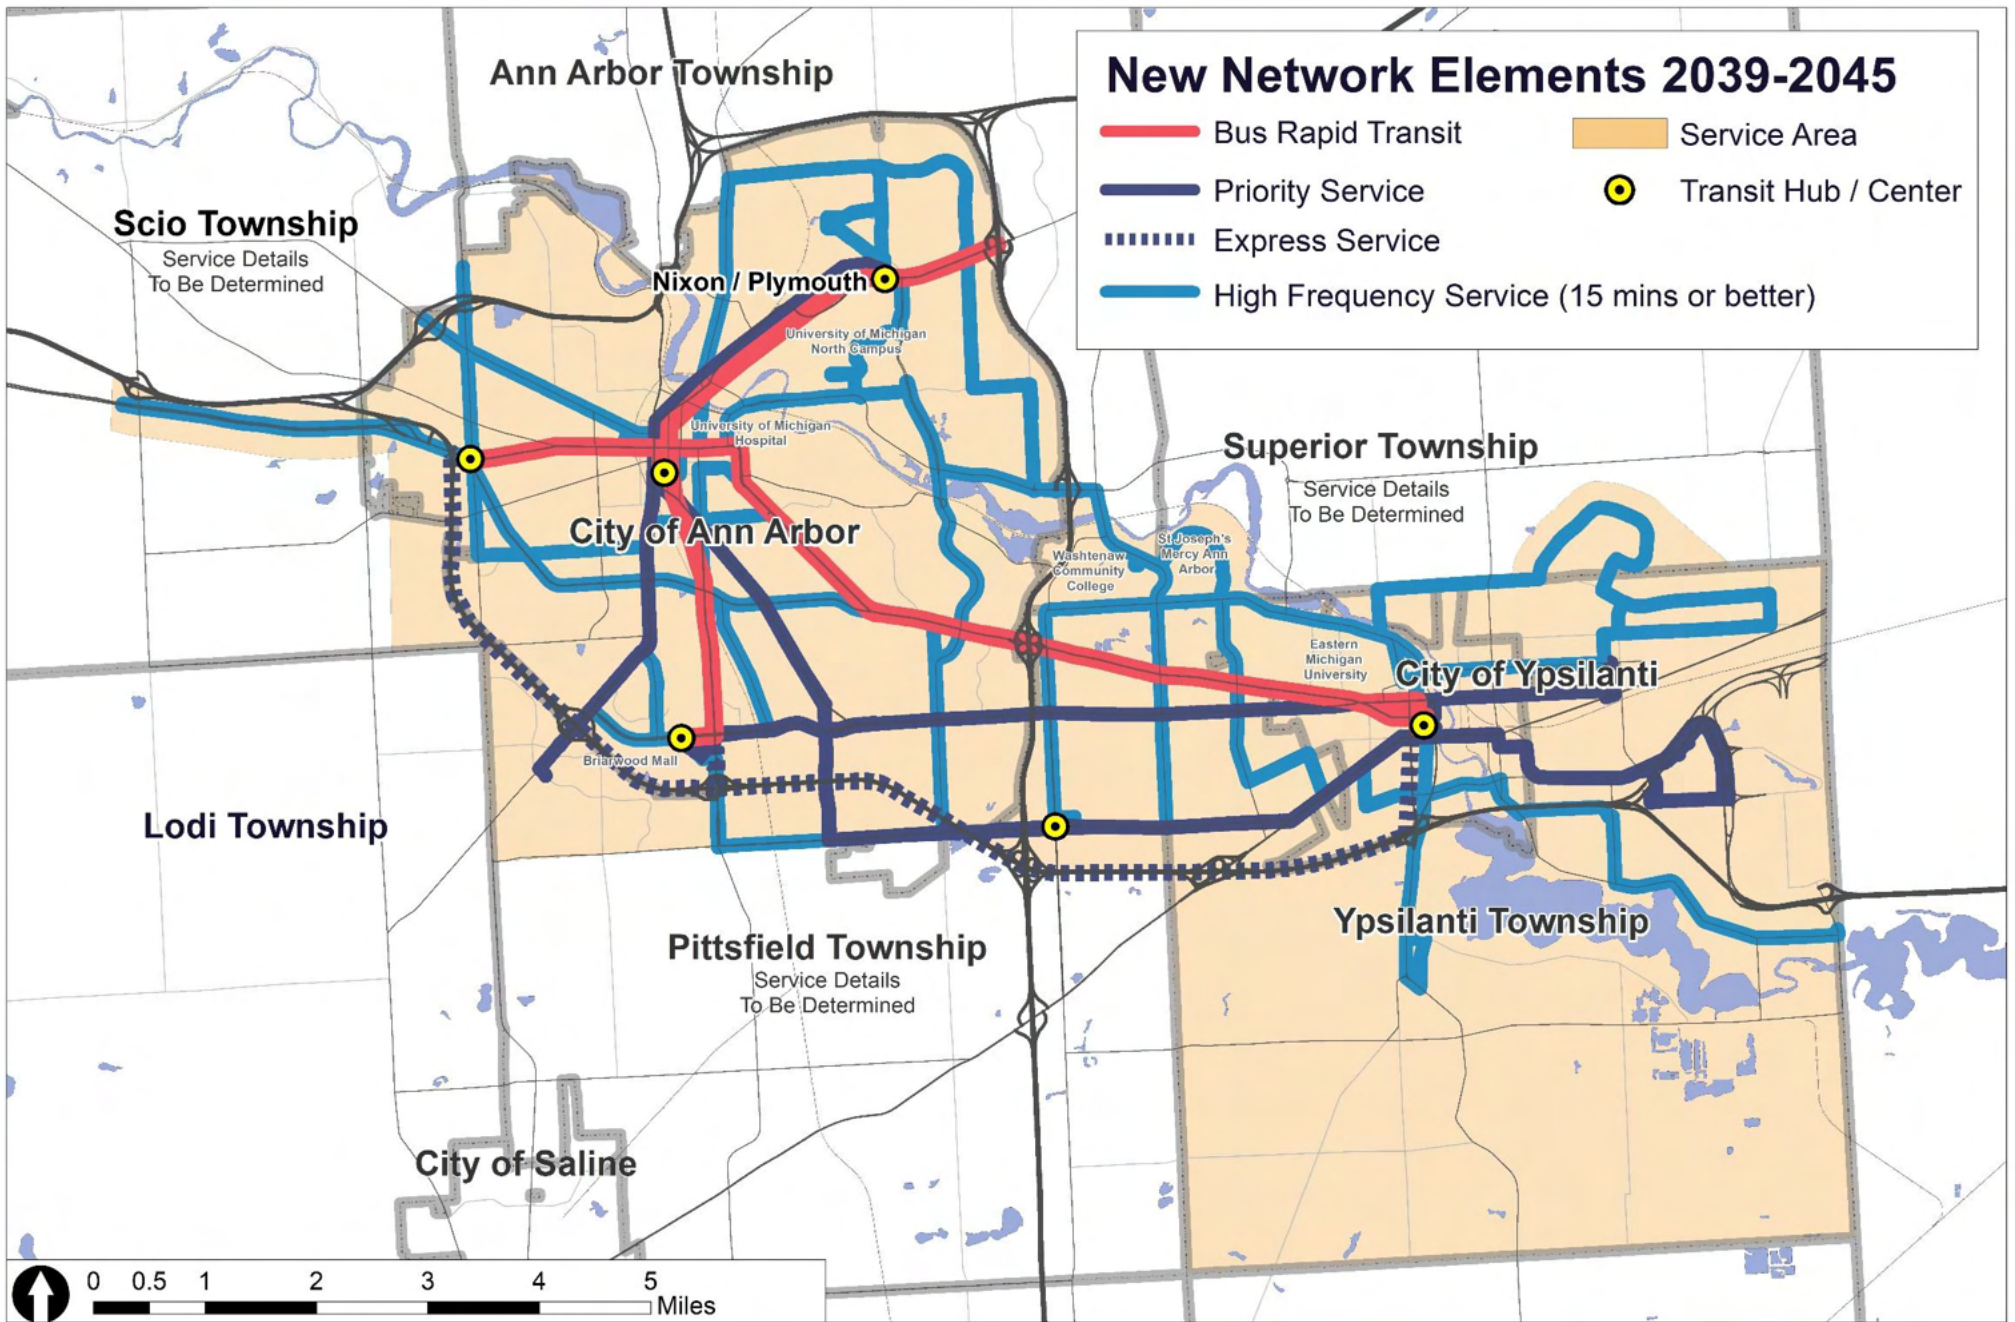 New Network Elements 2039-2045
Bus Rapid Transit
Service Area
Priority Service
Transit Hub / Center
Express Service
High Frequency Service (15 mins or better)
Ann Arbor Township
Scio Township
Service Details
To Be Determined
Nixon / Plymouth
University of Michigan
North Campus
University of Michigan
Hospital
Superior Township
Service Details
To Be Determined
City of Ann Arbor
Washtenaw
Community
College
St Joseph's
Mercy Ann
Arbor
Eastern
Michigan
University
City of Ypsilanti
Briarwood Mall
Lodi Township
Pittsfield Township
Service Details
To Be Determined
Ypsilanti Township
City of Saline
0 0.5 1 2 3 4 5
Miles